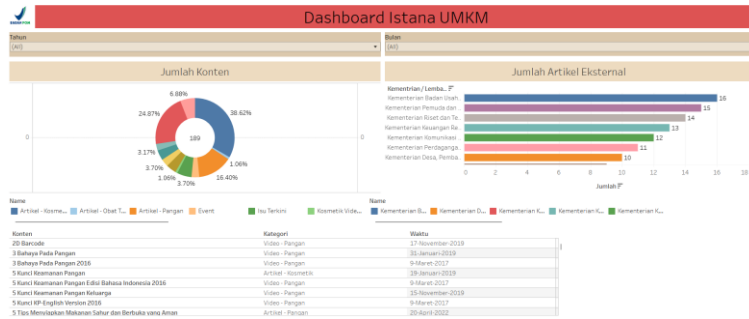 Dashboard Istana UMKM
Tahun
(All)
Bulan
(All)
Jumlah Konten
6.88%
24.87%
38.62%
189
3.17%
3.70%
1.06%
3.70%
16.40%
1.06%
0
0
Jumlah Artikel Eksternal
Kementrian / Lemba..
Kementerian Badan Usah..
Kementerian Pemuda dan ..
Kementerian Riset dan Te..
Kementerian Keuangan Re..
Kementerian Komunikasi ..
Kementerian Perdaganga..
Kementerian Desa, Pemba..
16
15
14
13
12
11
10
0 2 4 6 8 10 12 14 16 18
Jumlah
Name
Artikel - Kosme... Artikel - Obat T... Artikel - Pangan Event Isu Terkini Kosmetik Vide...
Name
Kementerian B... Kementerian D... Kementerian K... Kementerian K... Kementerian K...
Konten Kategori Waktu
2D Barcode Video - Pangan 17-November-2019
3 Bahaya Pada Pangan Video - Pangan 31-Januari-2019
3 Bahaya Pada Pangan 2016 Video - Pangan 9-Maret-2017
5 Kunci Keamanan Pangan Artikel - Kosmetik 19-Januari-2019
5 Kunci Keamanan Pangan Edisi Bahasa Indonesia 2016 Video - Pangan 9-Maret-2017
5 Kunci Keamanan Pangan Keluarga Video - Pangan 15-November-2019
5 Kunci KP-English Version 2016 Video - Pangan 9-Maret-2017
5 Tips Menyiapkan Makanan Sahur dan Berbuka yang Aman Artikel - Pangan 20-April-2022